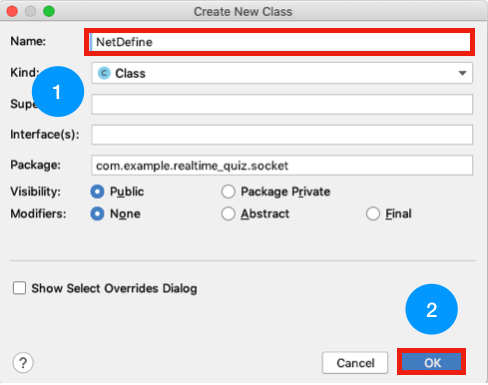 Create New Class
Name: NetDefine
Kind: C Class
1
Supe
Interface(s):
Package: com.example.realtime_quiz.socket
Visibility: Public Package Private
Modifiers: None Abstract Final
Show Select Overrides Dialog
2
? Cancel OK